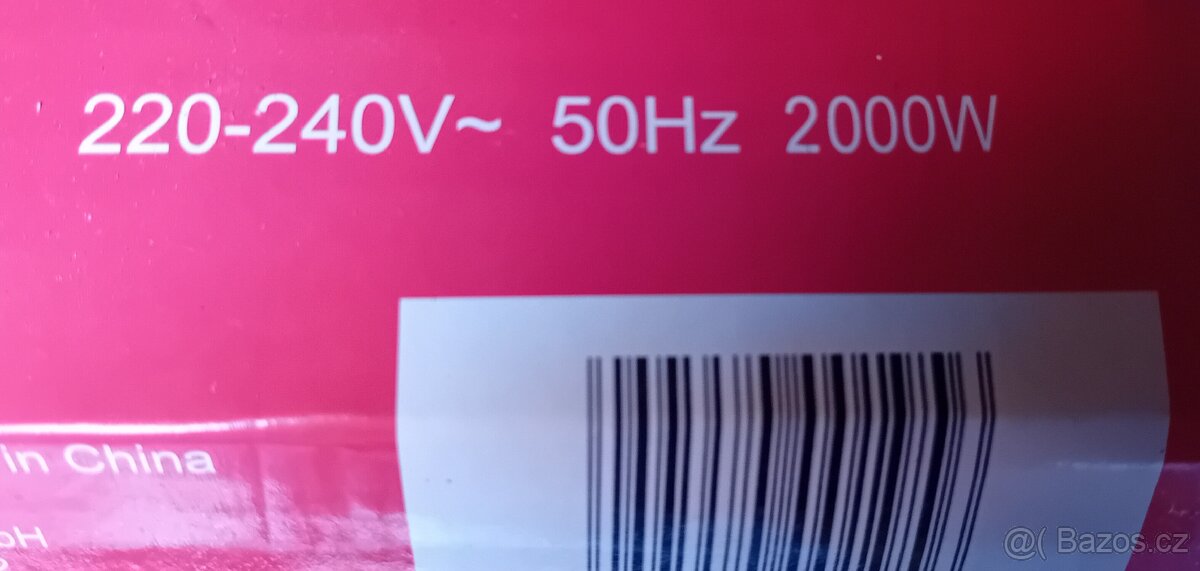 220-240V~ 50Hz 2000W
in China
@( Bazos.cz